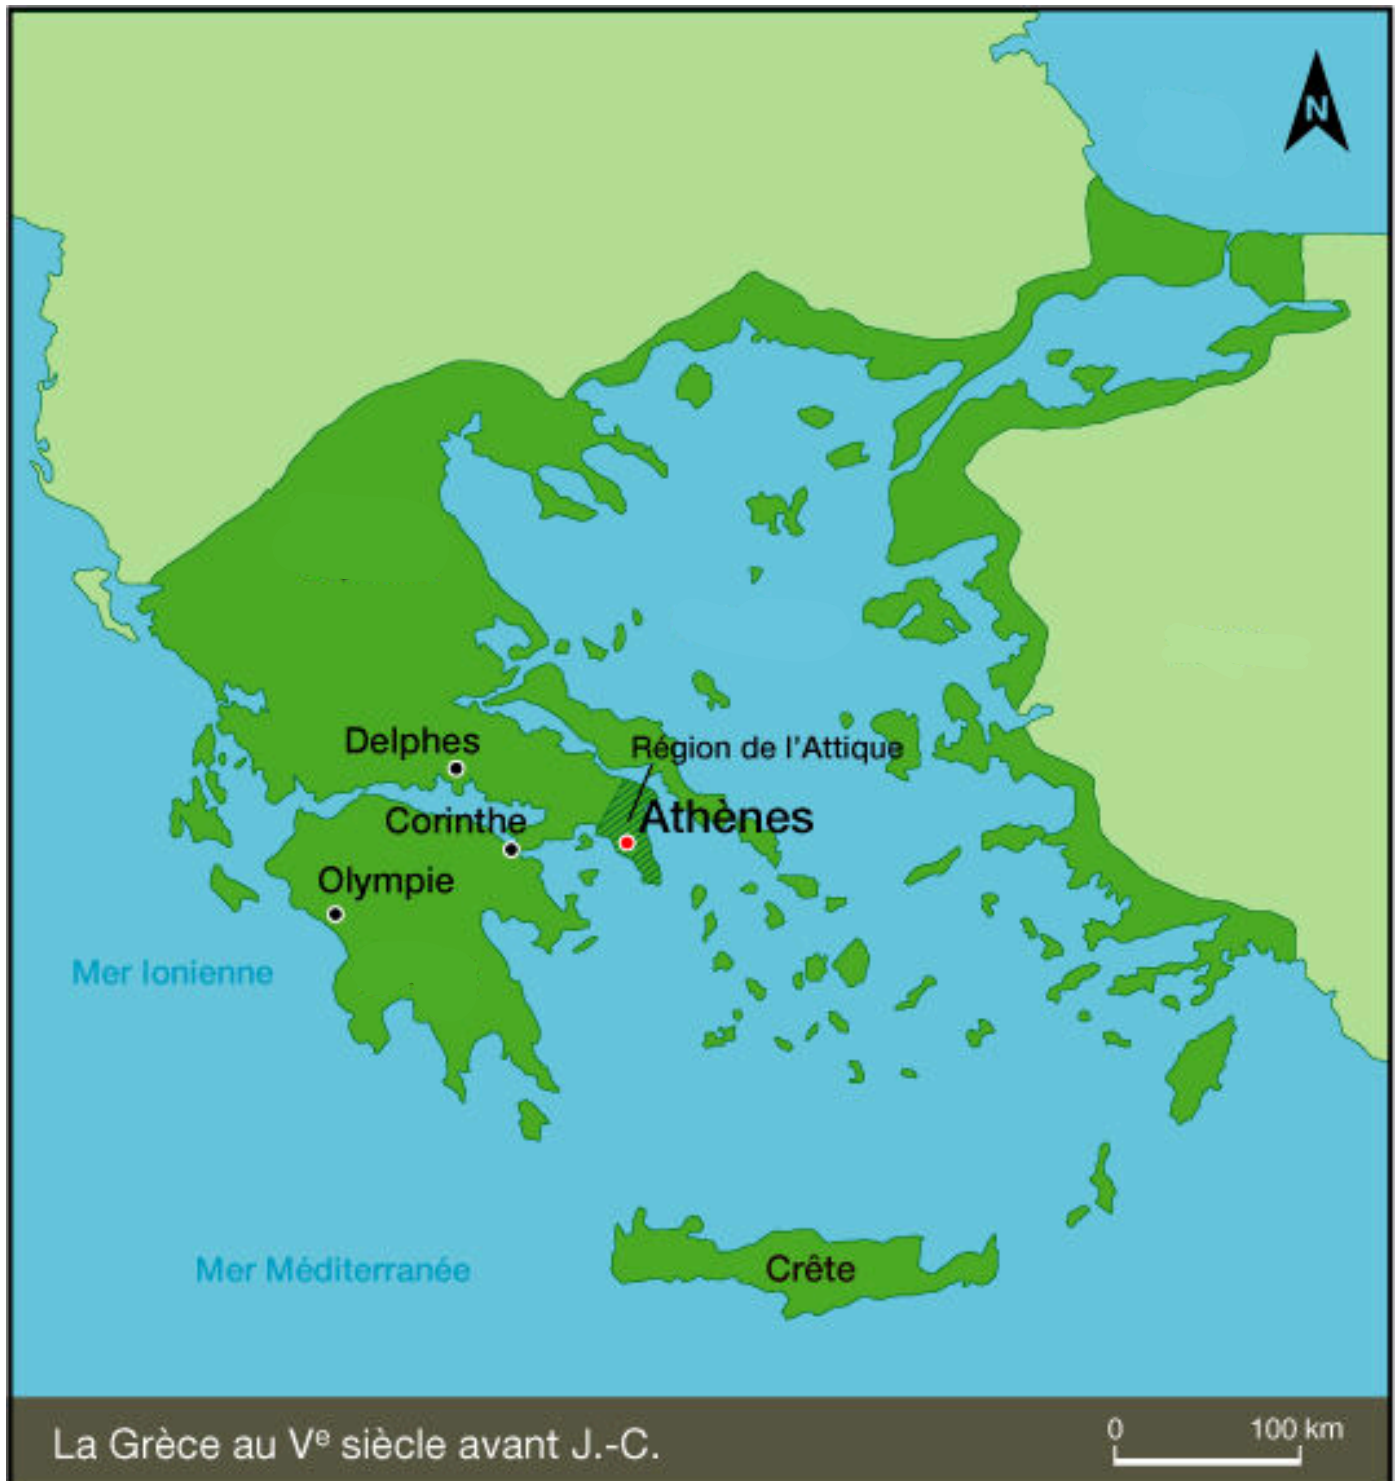 N
Delphes
Région de l'Attique
Athènes
Corinthe
Olympie
Mer Ionienne
Mer Méditerranée
Crête
La Grèce au Vᵉ siècle avant J.-C.
0 100 km